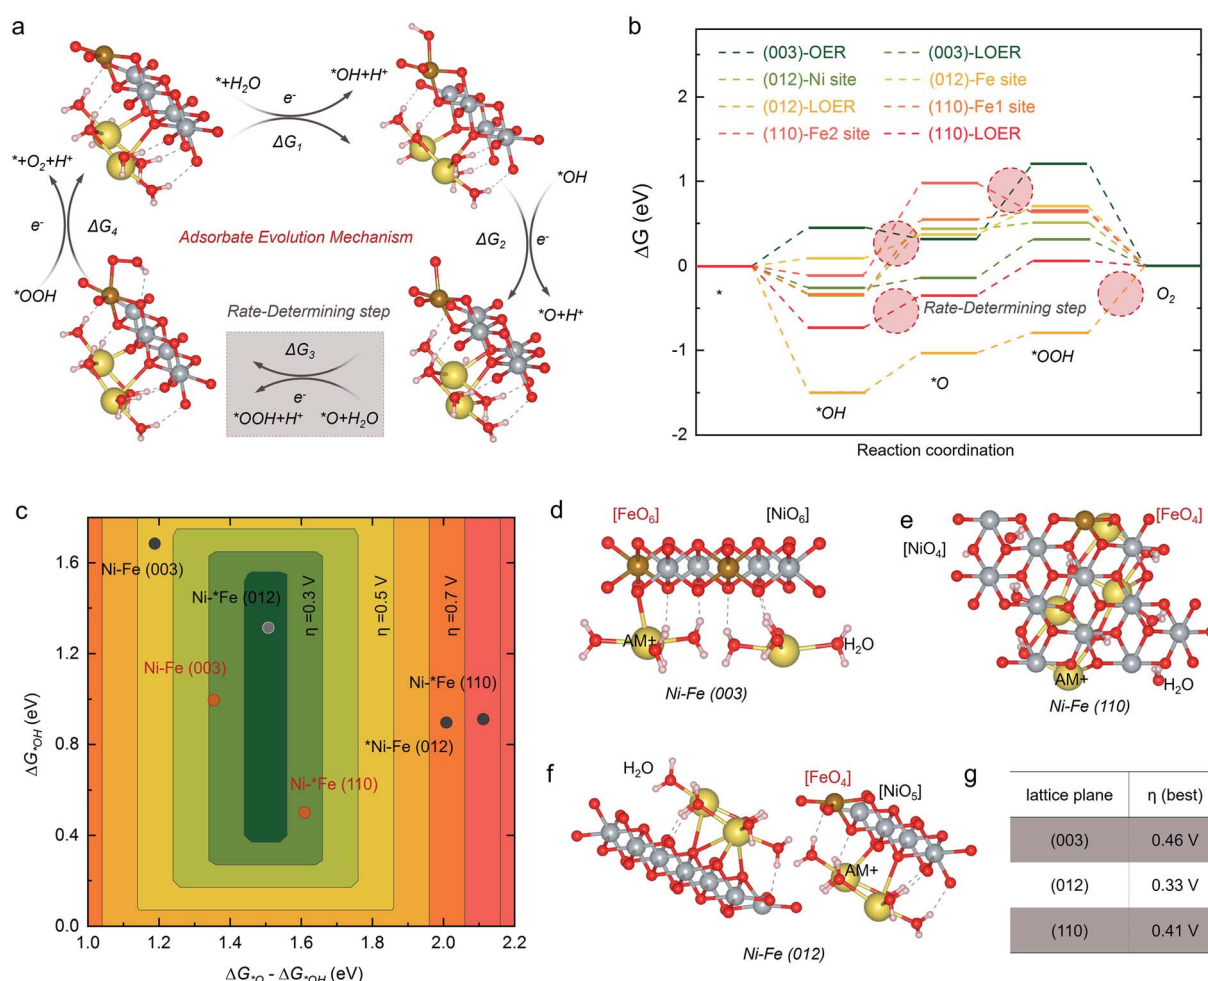 a
*+H2O
*OH+H+
e-
ΔG1
*+O2+H+
e-
ΔG4
*OOH
Adsorbate Evolution Mechanism
*OH
ΔG2
e-
*O+H+
Rate-Determining step
ΔG3
e-
*OOH+H+
*O+H2O
b
(003)-OER
(003)-LOER
(012)-Ni site
(012)-Fe site
(012)-LOER
(110)-Fe1 site
(110)-Fe2 site
(110)-LOER
ΔG (eV)
2
1
0
-1
-2
*
*OH
*O
*OOH
O2
Rate-Determining step
Reaction coordination
c
ΔG*OH (eV)
1.6
1.2
0.8
0.4
0.0
1.0
1.2
1.4
1.6
1.8
2.0
2.2
ΔG*O - ΔG*OH (eV)
Ni-Fe (003)
Ni-*Fe (012)
Ni-Fe (003)
Ni-*Fe (110)
*Ni-Fe (012)
Ni-*Fe (110)
η =0.3 V
η =0.5 V
η =0.7 V
d
[FeO6]
[NiO6]
AM+
H2O
Ni-Fe (003)
e
[FeO4]
[NiO4]
AM+
H2O
Ni-Fe (110)
f
H2O
[FeO4]
[NiO5]
AM+
Ni-Fe (012)
g
lattice plane η (best)
(003) 0.46 V
(012) 0.33 V
(110) 0.41 V